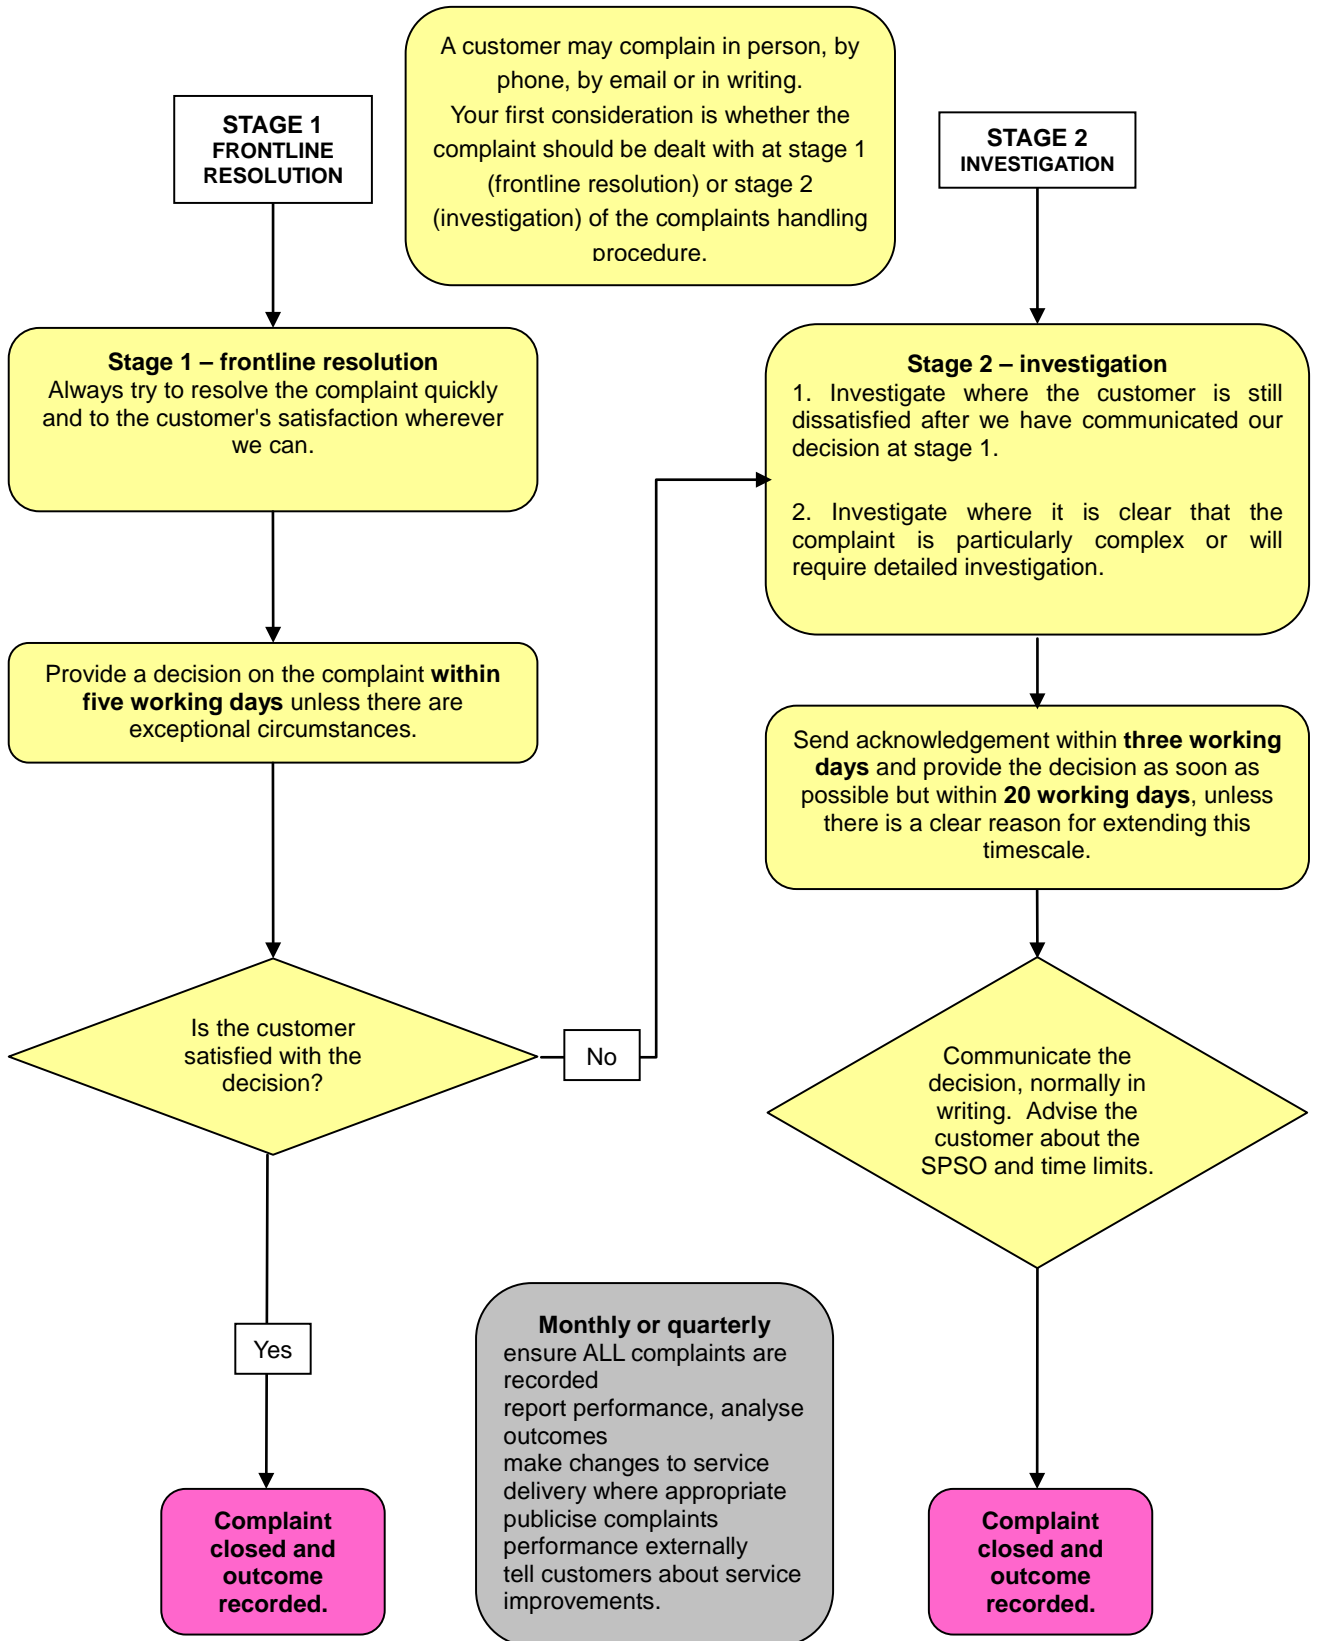 A customer may complain in person, by
phone, by email or in writing.
Your first consideration is whether the
complaint should be dealt with at stage 1
(frontline resolution) or stage 2
(investigation) of the complaints handling
procedure.
STAGE 1
FRONTLINE
RESOLUTION
STAGE 2
INVESTIGATION
Stage 1 – frontline resolution
Always try to resolve the complaint quickly
and to the customer's satisfaction wherever
we can.
Stage 2 – investigation
1. Investigate where the customer is still
dissatisfied after we have communicated our
decision at stage 1.
2. Investigate where it is clear that the
complaint is particularly complex or will
require detailed investigation.
Provide a decision on the complaint within
five working days unless there are
exceptional circumstances.
Send acknowledgement within three working
days and provide the decision as soon as
possible but within 20 working days, unless
there is a clear reason for extending this
timescale.
Is the customer
satisfied with the
decision?
No
Communicate the
decision, normally in
writing. Advise the
customer about the
SPSO and time limits.
Yes
Monthly or quarterly
ensure ALL complaints are
recorded
report performance, analyse
outcomes
make changes to service
delivery where appropriate
publicise complaints
performance externally
tell customers about service
improvements.
Complaint
closed and
outcome
recorded.
Complaint
closed and
outcome
recorded.